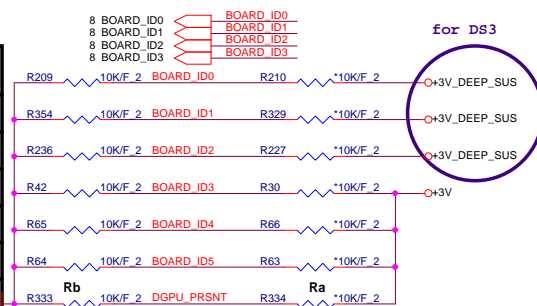 8 BOARD_ID0 BOARD_ID0
8 BOARD_ID1 BOARD_ID1
8 BOARD_ID2 BOARD_ID2
8 BOARD_ID3 BOARD_ID3
for DS3
R209 10K/F_2 BOARD_ID0 R210 *10K/F_2 +3V_DEEP_SUS
R354 10K/F_2 BOARD_ID1 R329 *10K/F_2 +3V_DEEP_SUS
R236 10K/F_2 BOARD_ID2 R227 *10K/F_2 +3V_DEEP_SUS
R42 10K/F_2 BOARD_ID3 R30 *10K/F_2 +3V
R65 10K/F_2 BOARD_ID4 R66 *10K/F_2
R64 10K/F_2 BOARD_ID5 R63 *10K/F_2
Rb Ra
R333 10K/F_2 DGPU_PRSNT R334 *10K/F_2